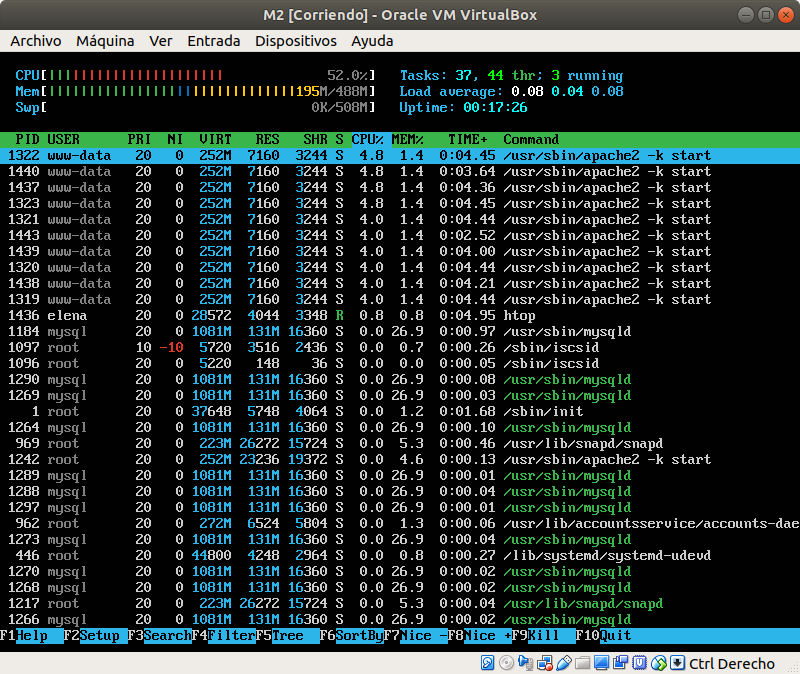 M2 [Corriendo] - Oracle VM VirtualBox
Archivo Máquina Ver Entrada Dispositivos Ayuda
CPU[|||||||||||||||||||||| 52.0%] Tasks: 37, 44 thr; 3 running
Mem[|||||||||||||||||||||||||||||||195M/488M] Load average: 0.08 0.04 0.08
Swp[ 0K/508M] Uptime: 00:17:26
PID USER PRI NI VIRT RES SHR S CPU% MEM% TIME+ Command
1322 www-data 20 0 252M 7160 3244 S 4.8 1.4 0:04.45 /usr/sbin/apache2 -k start
1440 www-data 20 0 252M 7160 3244 S 4.8 1.4 0:03.64 /usr/sbin/apache2 -k start
1437 www-data 20 0 252M 7160 3244 S 4.8 1.4 0:04.36 /usr/sbin/apache2 -k start
1323 www-data 20 0 252M 7160 3244 S 4.0 1.4 0:04.45 /usr/sbin/apache2 -k start
1321 www-data 20 0 252M 7160 3244 S 4.0 1.4 0:04.44 /usr/sbin/apache2 -k start
1443 www-data 20 0 252M 7160 3244 S 4.0 1.4 0:02.52 /usr/sbin/apache2 -k start
1439 www-data 20 0 252M 7160 3244 S 4.0 1.4 0:04.00 /usr/sbin/apache2 -k start
1320 www-data 20 0 252M 7160 3244 S 4.0 1.4 0:04.44 /usr/sbin/apache2 -k start
1438 www-data 20 0 252M 7160 3244 S 4.0 1.4 0:04.21 /usr/sbin/apache2 -k start
1319 www-data 20 0 252M 7160 3244 S 4.0 1.4 0:04.44 /usr/sbin/apache2 -k start
1436 elena 20 0 28572 4044 3348 R 0.8 0.8 0:04.95 htop
1184 mysql 20 0 1081M 131M 16360 S 0.0 26.9 0:00.97 /usr/sbin/mysqld
1097 root 10 -10 5720 3516 2436 S 0.0 0.7 0:00.26 /sbin/iscsid
1096 root 20 0 5220 148 36 S 0.0 0.0 0:00.05 /sbin/iscsid
1290 mysql 20 0 1081M 131M 16360 S 0.0 26.9 0:00.08 /usr/sbin/mysqld
1269 mysql 20 0 1081M 131M 16360 S 0.0 26.9 0:00.03 /usr/sbin/mysqld
1 root 20 0 37648 5748 4064 S 0.0 1.2 0:01.68 /sbin/init
1264 mysql 20 0 1081M 131M 16360 S 0.0 26.9 0:00.10 /usr/sbin/mysqld
969 root 20 0 223M 26272 15724 S 0.0 5.3 0:00.46 /usr/lib/snapd/snapd
1242 root 20 0 252M 23236 19372 S 0.0 4.6 0:00.13 /usr/sbin/apache2 -k start
1289 mysql 20 0 1081M 131M 16360 S 0.0 26.9 0:00.01 /usr/sbin/mysqld
1288 mysql 20 0 1081M 131M 16360 S 0.0 26.9 0:00.04 /usr/sbin/mysqld
1297 mysql 20 0 1081M 131M 16360 S 0.0 26.9 0:00.01 /usr/sbin/mysqld
962 root 20 0 272M 6524 5804 S 0.0 1.3 0:00.06 /usr/lib/accountsservice/accounts-dae
1273 mysql 20 0 1081M 131M 16360 S 0.0 26.9 0:00.04 /usr/sbin/mysqld
446 root 20 0 44800 4248 2964 S 0.0 0.8 0:00.27 /lib/systemd/systemd-udevd
1270 mysql 20 0 1081M 131M 16360 S 0.0 26.9 0:00.02 /usr/sbin/mysqld
1268 mysql 20 0 1081M 131M 16360 S 0.0 26.9 0:00.02 /usr/sbin/mysqld
1217 root 20 0 223M 26272 15724 S 0.0 5.3 0:00.04 /usr/lib/snapd/snapd
1266 mysql 20 0 1081M 131M 16360 S 0.0 26.9 0:00.02 /usr/sbin/mysqld
F1Help F2Setup F3SearchF4FilterF5Tree F6SortByF7Nice -F8Nice +F9Kill F10Quit
Ctrl Derecho